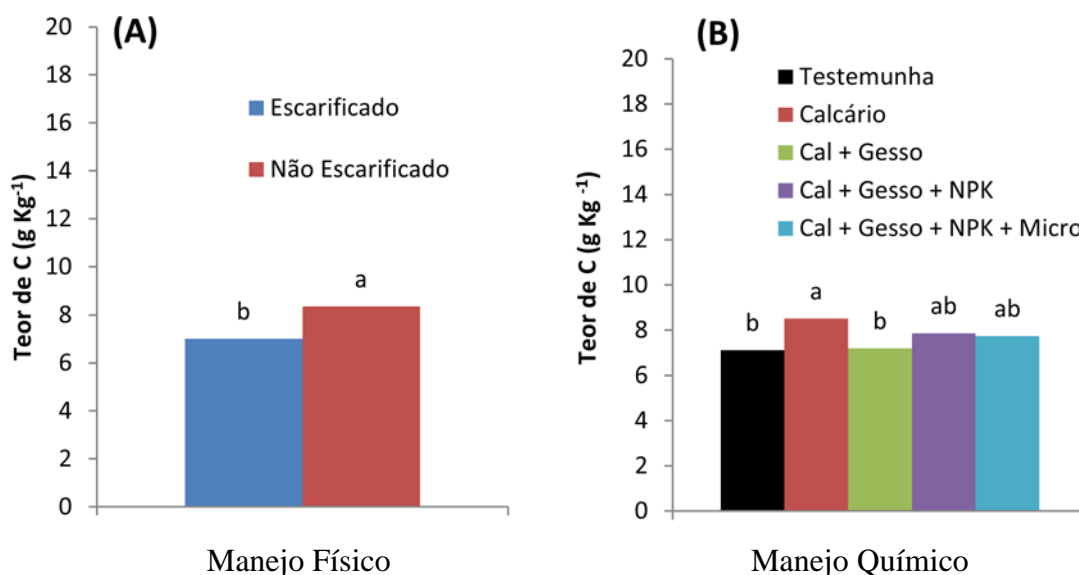 (A)
Teor de C (g Kg-1)
20
18
16
14
12
10
8
6
4
2
0
Escarificado
Não Escarificado
b
a
Manejo Físico
(B)
Teor de C (g Kg-1)
20
18
16
14
12
10
8
6
4
2
0
Testemunha
Calcário
Cal + Gesso
Cal + Gesso + NPK
Cal + Gesso + NPK + Micro
b
a
b
ab
ab
Manejo Químico